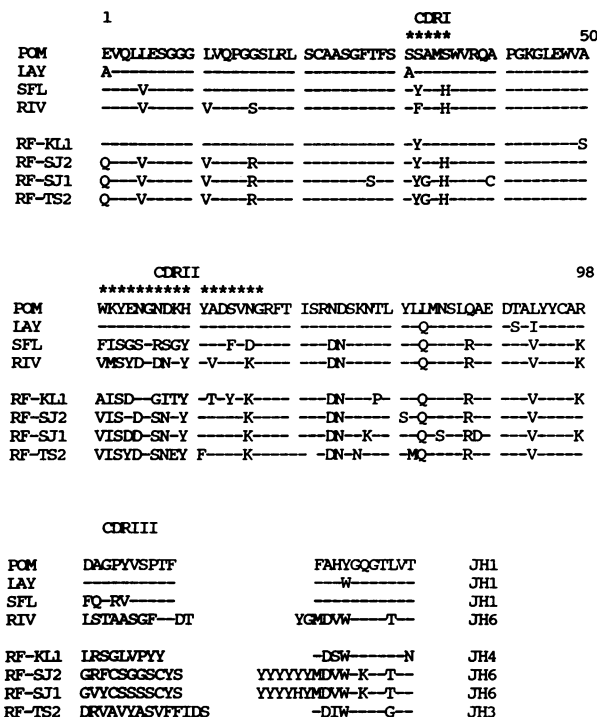 1 CDRI
***** 50
POM EVQLLESGGG LVQPGGSLRL SCAASGFTFS SSAMSWVRQA PGKGLEWVA
LAY A--------- ---------- ---------- A--------- ---------
SFL ----V----- ---------- ---------- -Y--H----- ---------
RIV ----V----- V----S---- ---------- -F--H----- ---------
RF-KL1 ---------- ---------- ---------- -Y-------- --------S
RF-SJ2 Q---V----- V----R---- ---------- -Y--H----- ---------
RF-SJ1 Q---V----- V----R---- -------S-- -YG-H----C- ---------
RF-TS2 Q---V----- V----R---- ---------- -YG-H----- ---------
CDRII 98
********** *******
POM WKYENGNDKH YADSVNGRFT ISRNDSKNTL YLLMNSLQAE DTALYYCAR
LAY ---------- ---------- ---------- --Q------- -S-I-----
SFL FISGS-RSGY ---F-D---- ---DN----- --Q----R-- ---V----K
RIV VMSYD-DN-Y -V---K---- ---DN----- --Q----R-- ---V----K
RF-KL1 AISD--GITY -T-Y-K---- ---DN---P- --Q----R-- ---V----K
RF-SJ2 VIS-D-SN-Y -----K---- ---DN----- S-Q----R-- ---V-----
RF-SJ1 VISDD-SN-Y -----K---- ---DN--K-- --Q-S--RD- ---V----K
RF-TS2 VISYD-SNEY F----K---- ---DN-N--- -MQ----R-- ---V-----
CDRIII
POM DAGPYVSPTF FAHYGQGTLVT JH1
LAY ---------- ---W------- JH1
SFL FQ-RV----- ----------- JH1
RIV LSTAASGF--DT YGMDVW----T-- JH6
RF-KL1 LRSGLVPYY -DSW------N JH4
RF-SJ2 GRFCSGGSCYS YYYYYYMDVW-K--T-- JH6
RF-SJ1 GVYCSSSSCYS YYYYHYMDVW-K--T-- JH6
RF-TS2 DRVAVYASVFFIDS -DIW----G-- JH3